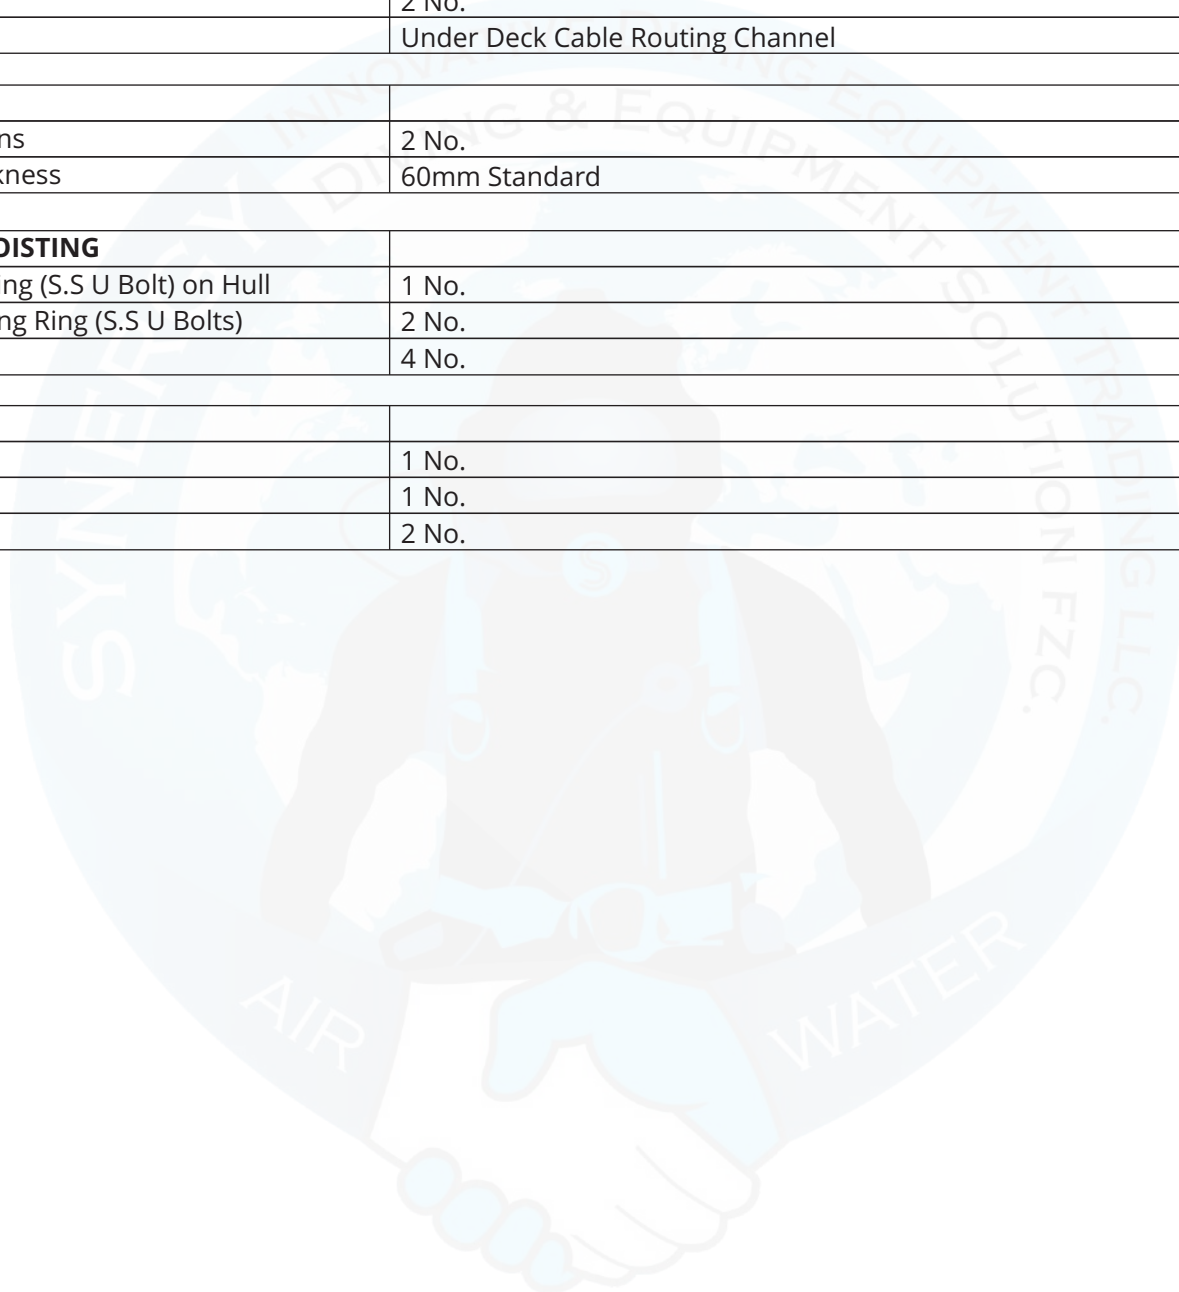 2 No.
Under Deck Cable Routing Channel
ns 2 No.
kness 60mm Standard
OISTING
ing (S.S U Bolt) on Hull 1 No.
ng Ring (S.S U Bolts) 2 No.
4 No.
1 No.
1 No.
2 No.
SYNERGY
INNOVATIVE DIVING EQUIPMENT TRADING LLC.
DIVING & EQUIPMENT SOLUTION FZC.
S
AIR
WATER